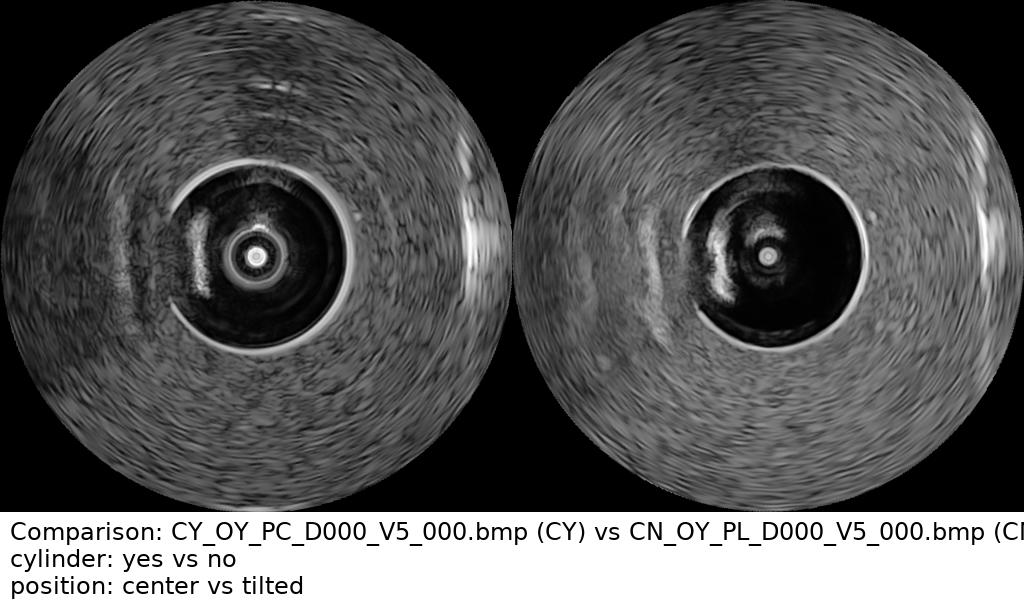 Comparison: CY_OY_PC_D000_V5_000.bmp (CY) vs CN_OY_PL_D000_V5_000.bmp
cylinder: yes vs no
position: center vs tilted